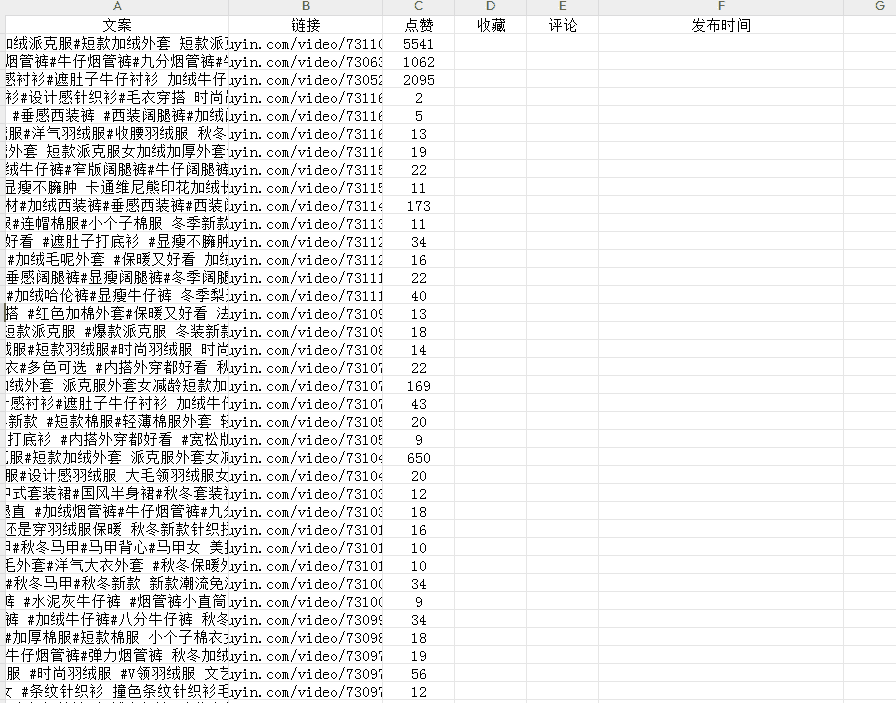 A B C D E F G
文案 链接 点赞 收藏 评论 发布时间
加绒派克服#短款加绒外套 短款派 uyin.com/video/7311 5541
烟管裤#牛仔烟管裤#九分烟管裤# uyin.com/video/7306 1062
感衬衫#遮肚子牛仔衬衫 加绒牛仔 uyin.com/video/7305 2095
衫#设计感针织衫#毛衣穿搭 时尚 uyin.com/video/7311 2
#垂感西装裤 #西装阔腿裤#加绒 uyin.com/video/7311 5
服#洋气羽绒服#收腰羽绒服 秋冬 uyin.com/video/7311 13
外套 短款派克服女加绒加厚外套 uyin.com/video/7311 19
绒牛仔裤#窄版阔腿裤#牛仔阔腿裤 uyin.com/video/7311 22
显瘦不臃肿 卡通维尼熊印花加绒 uyin.com/video/7311 11
材#加绒西装裤#垂感西装裤#西装 uyin.com/video/7311 173
#连帽棉服#小个子棉服 冬季新款 uyin.com/video/7311 11
好看 #遮肚子打底衫 #显瘦不臃肿 uyin.com/video/7311 34
#加绒毛呢外套 #保暖又好看 加 uyin.com/video/7311 16
垂感阔腿裤#显瘦阔腿裤#冬季阔腿 uyin.com/video/7311 22
#加绒哈伦裤#显瘦牛仔裤 冬季梨 uyin.com/video/7311 40
搭 #红色加棉外套#保暖又好看 法 uyin.com/video/7310 13
短款派克服 #爆款派克服 冬装新款 uyin.com/video/7310 18
绒服#短款羽绒服#时尚羽绒服 时尚 uyin.com/video/7310 14
衣#多色可选 #内搭外穿都好看 秋 uyin.com/video/7310 22
加绒外套 派克服外套女减龄短款加 uyin.com/video/7310 169
感衬衫#遮肚子牛仔衬衫 加绒牛仔 uyin.com/video/7310 43
新款 #短款棉服#轻薄棉服外套 轻 uyin.com/video/7310 20
打底衫 #内搭外穿都好看 #宽松 uyin.com/video/7310 9
服#短款加绒外套 派克服外套女 uyin.com/video/7310 650
服#设计感羽绒服 大毛领羽绒服女 uyin.com/video/7310 20
中式套装裙#国风半身裙#秋冬套装 uyin.com/video/7310 12
腿直 #加绒烟管裤#牛仔烟管裤#九 uyin.com/video/7310 18
还是穿羽绒服保暖 秋冬新款针织 uyin.com/video/7310 16
#秋冬马甲#马甲背心#马甲女 美 uyin.com/video/7310 10
毛外套#洋气大衣外套 #秋冬保暖 uyin.com/video/7310 10
#秋冬马甲#秋冬新款 新款潮流免 uyin.com/video/7310 34
裤 #水泥灰牛仔裤 #烟管裤小直筒 uyin.com/video/7310 9
裤 #加绒牛仔裤#八分牛仔裤 秋冬 uyin.com/video/7309 34
#加厚棉服#短款棉服 小个子棉衣 uyin.com/video/7309 18
牛仔烟管裤#弹力烟管裤 秋冬加绒 uyin.com/video/7309 19
服 #时尚羽绒服 #V领羽绒服 文 uyin.com/video/7309 56
女 #条纹针织衫 撞色条纹针织衫毛 uyin.com/video/7309 12